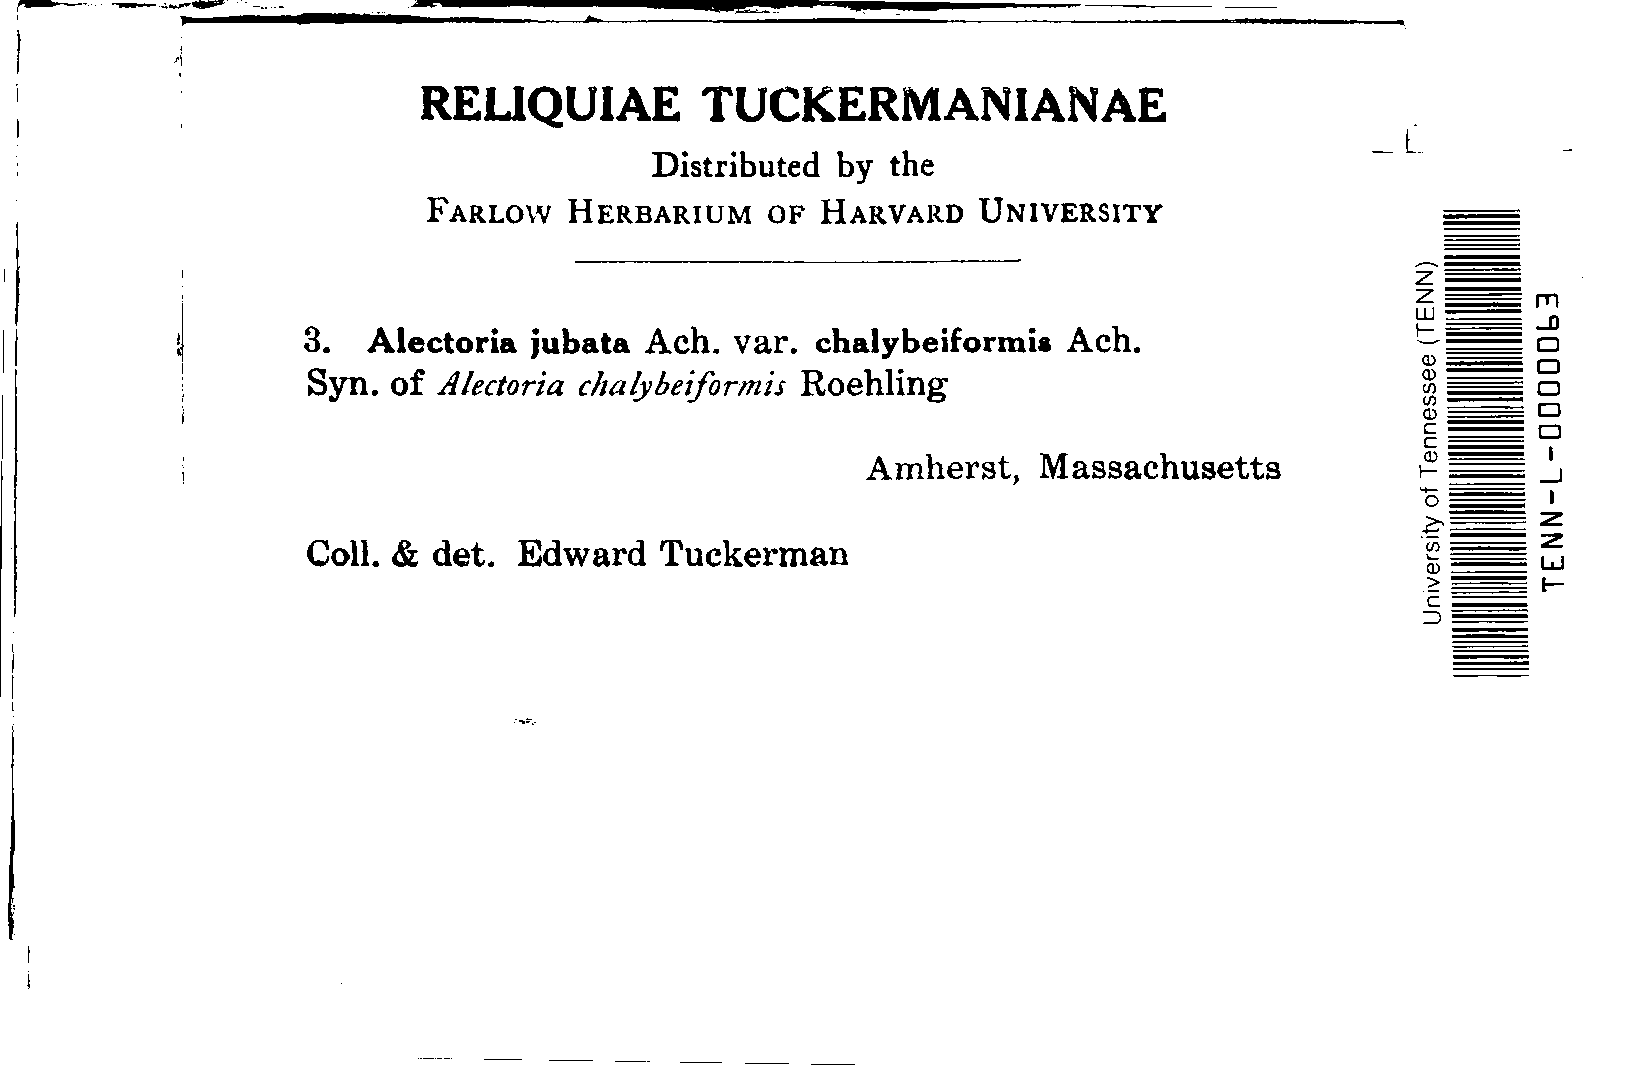 RELIQUIAE TUCKERMANIANAE
Distributed by the
FARLOW HERBARIUM OF HARVARD UNIVERSITY
3. Alectoria jubata Ach. var. chalybeiformis Ach.
Syn. of Alectoria chalybeiformis Roehling
Amherst, Massachusetts
Coll. & det. Edward Tuckerman
University of Tennessee (TENN)
TENN-L-0000963